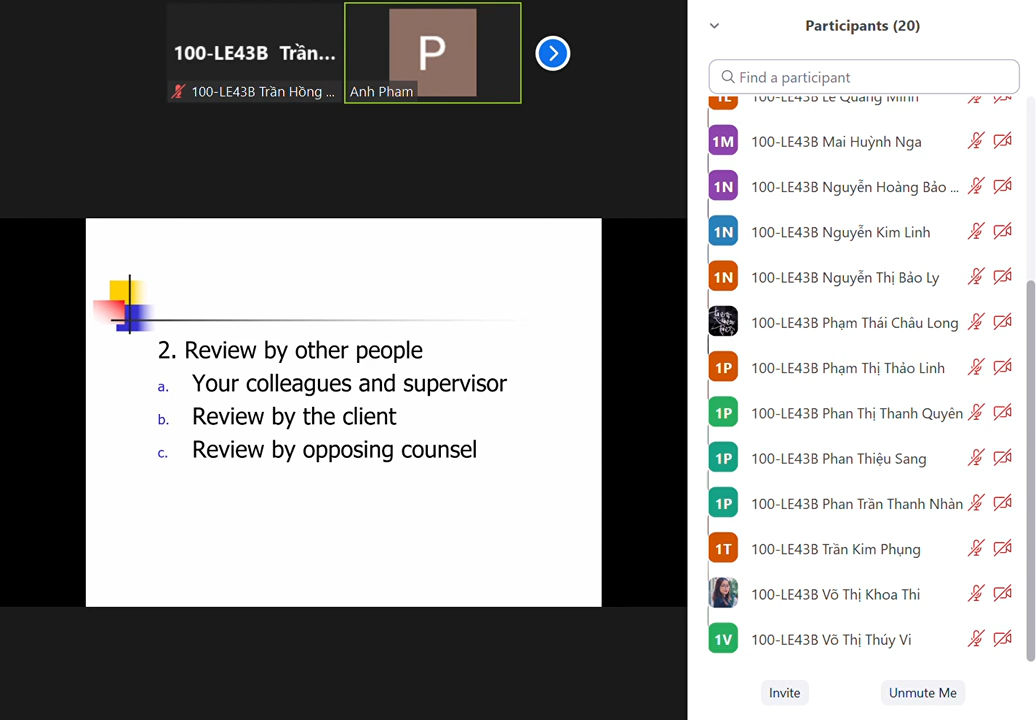 100-LE43B Trần...
100-LE43B Trần Hồng ...
P
Anh Pham
2. Review by other people
a. Your colleagues and supervisor
b. Review by the client
c. Review by opposing counsel
Participants (20)
Find a participant
1L 100-LE43B Lê Quang Minh
1M 100-LE43B Mai Huỳnh Nga
1N 100-LE43B Nguyễn Hoàng Bảo ...
1N 100-LE43B Nguyễn Kim Linh
1N 100-LE43B Nguyễn Thị Bảo Ly
100-LE43B Phạm Thái Châu Long
1P 100-LE43B Phạm Thị Thảo Linh
1P 100-LE43B Phan Thị Thanh Quyên
1P 100-LE43B Phan Thiệu Sang
1P 100-LE43B Phan Trần Thanh Nhàn
1T 100-LE43B Trần Kim Phụng
100-LE43B Võ Thị Khoa Thi
1V 100-LE43B Võ Thị Thúy Vi
Invite
Unmute Me